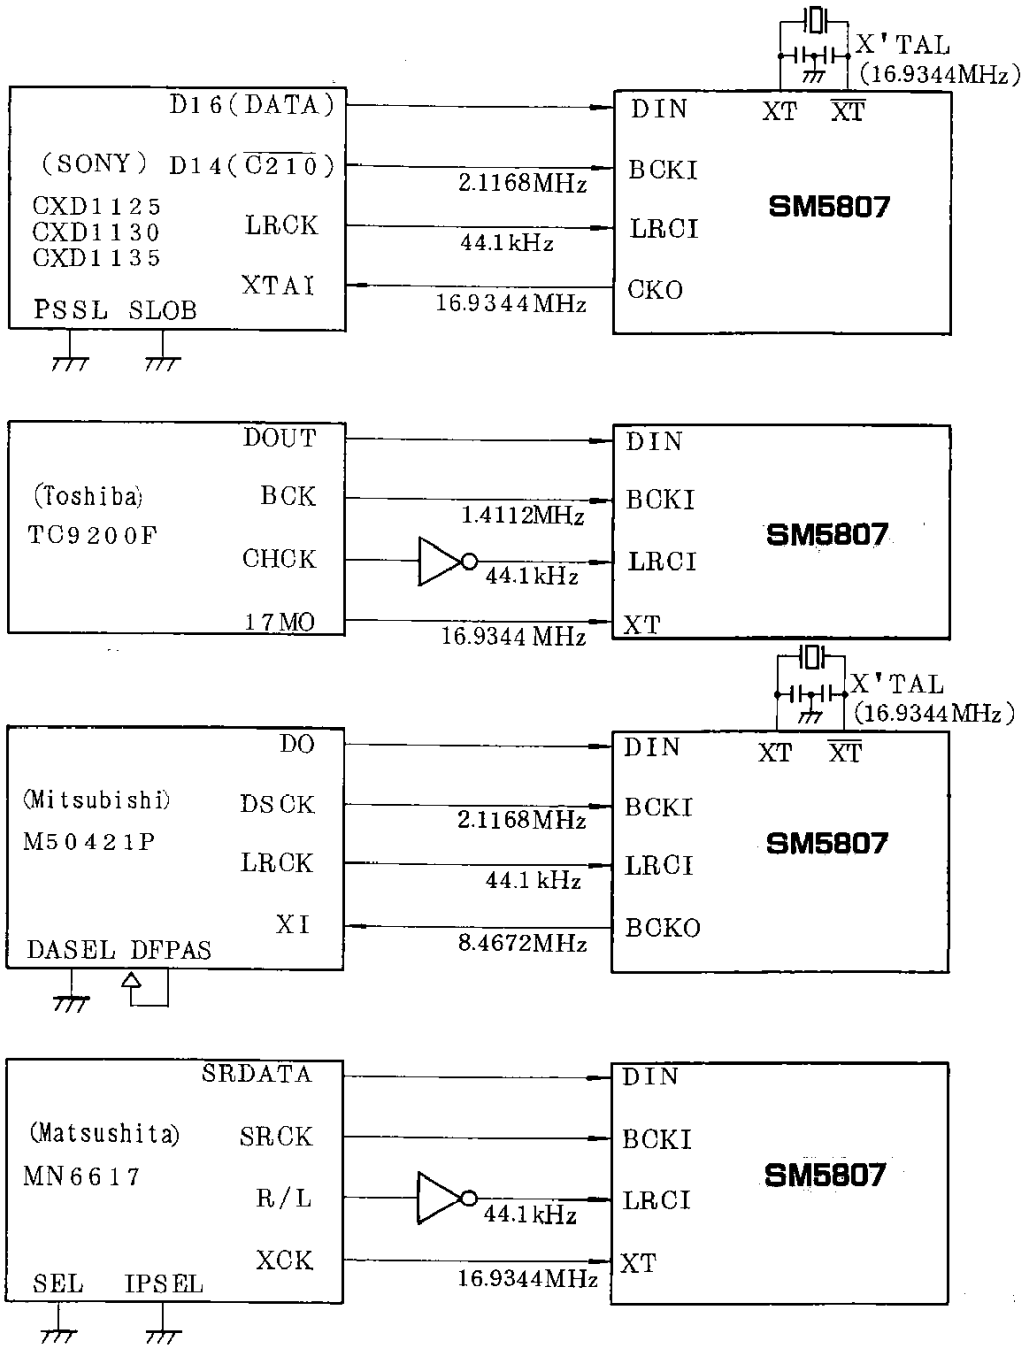 X'TAL
(16.9344MHz)
D16(DATA)
DIN
XT XT
(SONY) D14(C210)
BCKI
2.1168MHz
SM5807
CXD1125
CXD1130
CXD1135
LRCK
LRCI
44.1kHz
XTAI
CKO
16.9344MHz
PSSL SLOB
DOUT
DIN
(Toshiba)
TC9200F
BCK
BCKI
1.4112MHz
SM5807
CHCK
LRCI
44.1kHz
17MO
XT
16.9344 MHz
X'TAL
(16.9344MHz)
DO
DIN
XT XT
(Mitsubishi)
M50421P
DSCK
BCKI
2.1168MHz
SM5807
LRCK
LRCI
44.1 kHz
XI
BCKO
8.4672MHz
DASEL DFPAS
SRDATA
DIN
(Matsushita)
MN6617
SRCK
BCKI
SM5807
R/L
LRCI
44.1kHz
XCK
XT
16.9344MHz
SEL IPSEL